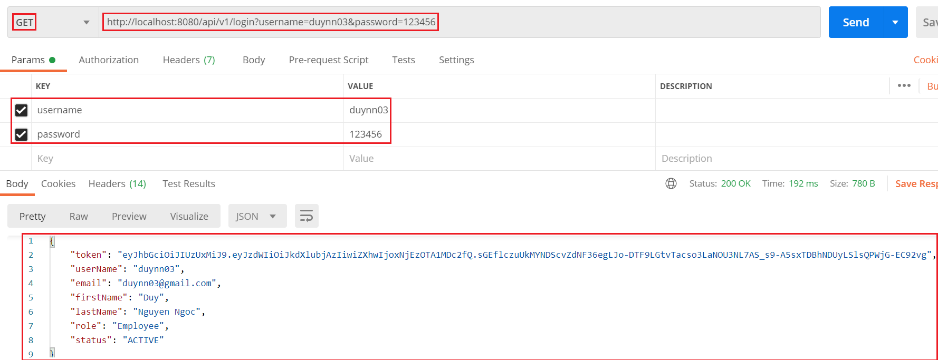 GET http://localhost:8080/api/v1/login?username=duynn03&password=123456 Send Sav
Params Authorization Headers (7) Body Pre-request Script Tests Settings Cooki
KEY VALUE DESCRIPTION ••• Bu
username duynn03
password 123456
Key Value Description
Body Cookies Headers (14) Test Results Status: 200 OK Time: 192 ms Size: 780 B Save Resp
Pretty Raw Preview Visualize JSON
1 {
2 "token": "eyJhbGciOiJIUzUxMiJ9.eyJzdWIiOiJkdXlubjAzIiwiZXhwIjoxNjEzOTA1MDc2fQ.sGEflczuUkMYNDScvZdNF36egLJo-DTF9LGtvTacso3LaNOU3NL7AS_s9-A5sxTDBhNDUyLSlsQPWjG-EC92vg",
3 "userName": "duynn03",
4 "email": "duynn03@gmail.com",
5 "firstName": "Duy",
6 "lastName": "Nguyen Ngoc",
7 "role": "Employee",
8 "status": "ACTIVE"
9 }